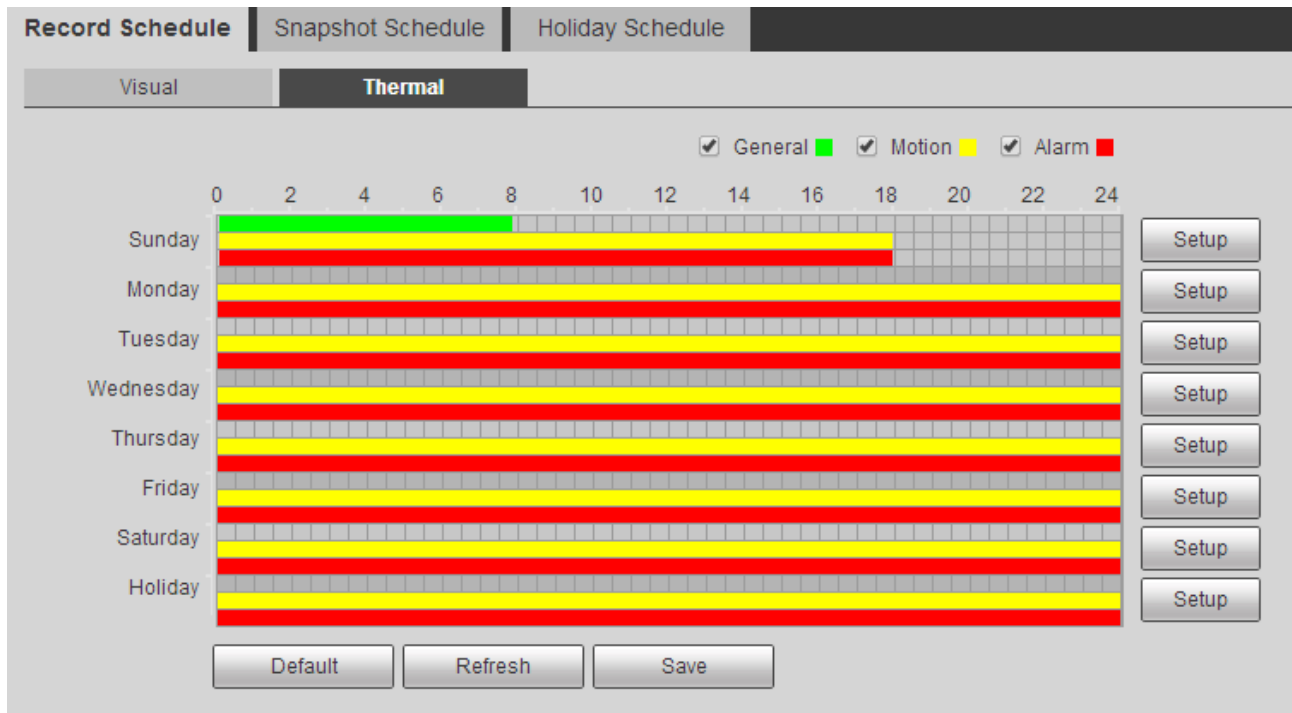 Record Schedule Snapshot Schedule Holiday Schedule
Visual Thermal
General Motion Alarm
0 2 4 6 8 10 12 14 16 18 20 22 24
Sunday Setup
Monday Setup
Tuesday Setup
Wednesday Setup
Thursday Setup
Friday Setup
Saturday Setup
Holiday Setup
Default Refresh Save